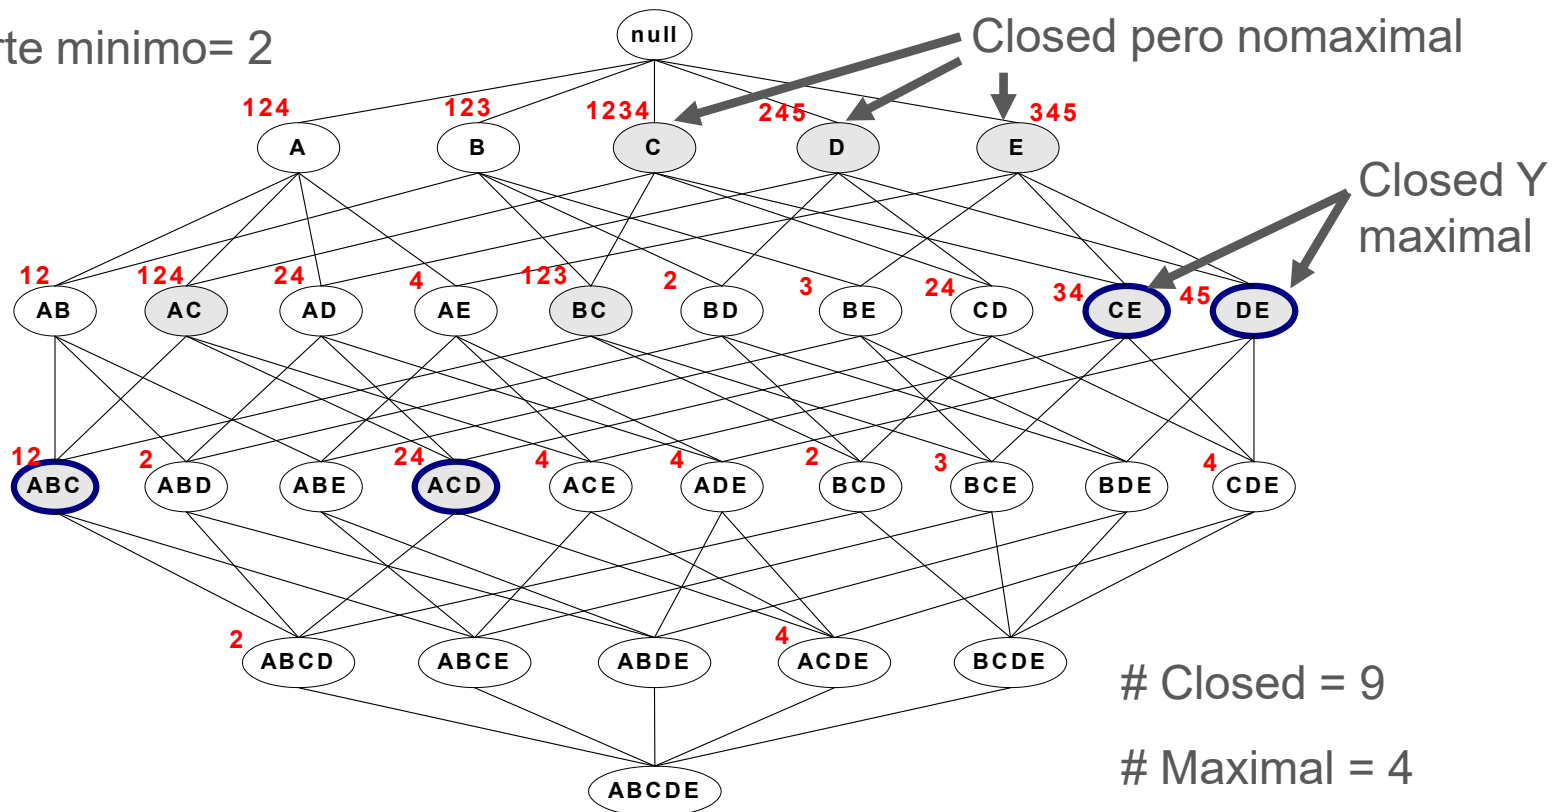 null
rte minimo= 2
Closed pero nomaximal
124 123 1234 245 345
A B C D E
Closed Y
maximal
12 124 24 4 123 2 3 24 34 45
AB AC AD AE BC BD BE CD CE DE
12 2 24 4 4 2 3 4
ABC ABD ABE ACD ACE ADE BCD BCE BDE CDE
2 4
ABCD ABCE ABDE ACDE BCDE
# Closed = 9
# Maximal = 4
ABCDE